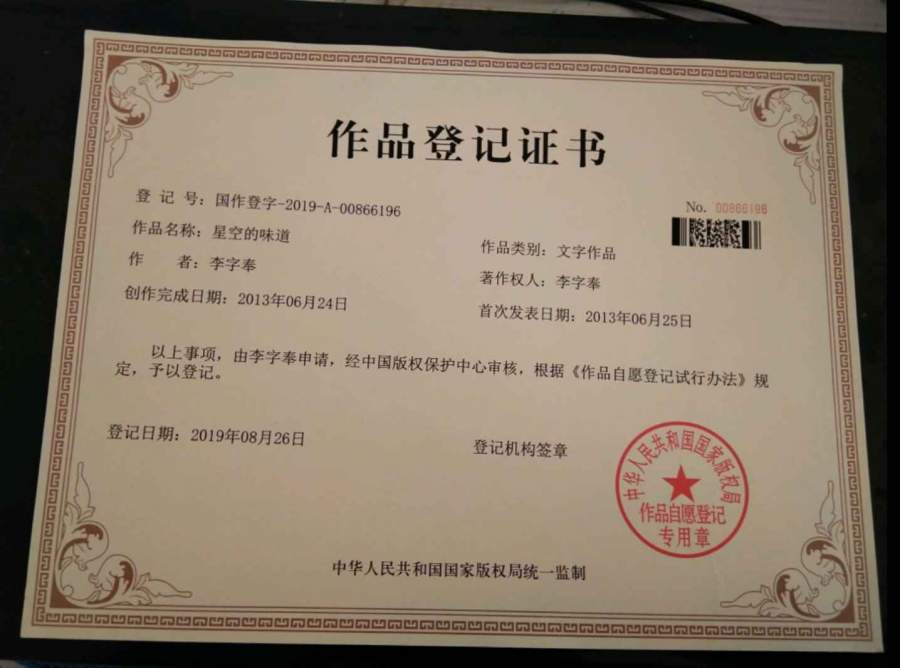 作品登记证书
登 记 号：国作登字-2019-A-00866196
No. 00866196
作品名称：星空的味道
作品类别：文字作品
作 者：李字奉
著作权人：李字奉
创作完成日期：2013年06月24日
首次发表日期：2013年06月25日
以上事项，由李字奉申请，经中国版权保护中心审核，根据《作品自愿登记试行办法》规
定，予以登记。
登记日期：2019年08月26日
登记机构签章
中华人民共和国国家版权局
作品自愿登记
专用章
中华人民共和国国家版权局统一监制